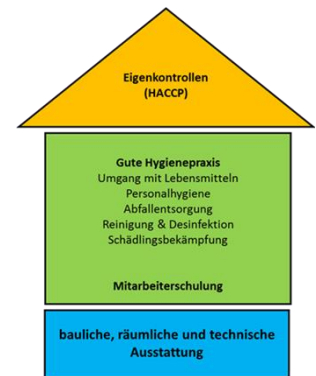 Eigenkontrollen
(HACCP)
Gute Hygienepraxis
Umgang mit Lebensmitteln
Personalhygiene
Abfallentsorgung
Reinigung & Desinfektion
Schädlingsbekämpfung
Mitarbeiterschulung
bauliche, räumliche und technische
Ausstattung